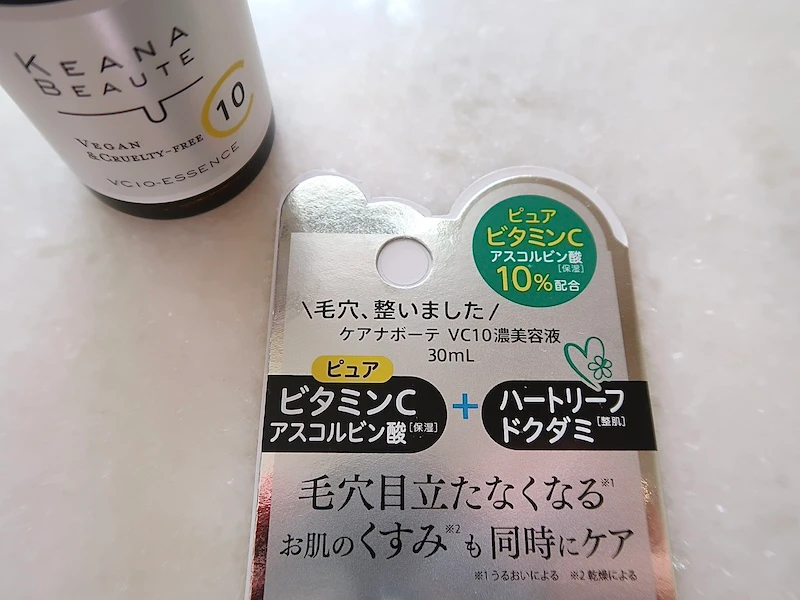 KEANA
BEAUTE
10
VEGAN
&CRUELTY-FREE
VC10-ESSENCE
ピュア
ビタミンC
アスコルビン酸
[保湿]
10%配合
\毛穴、整いました/
ケアナボーテ VC10濃美容液
30mL
ピュア
ビタミンC
アスコルビン酸[保湿]
+
ハートリーフ
ドクダミ[整肌]
毛穴目立たなくなる※1
お肌のくすみ※2も同時にケア
※1うるおいによる ※2乾燥による